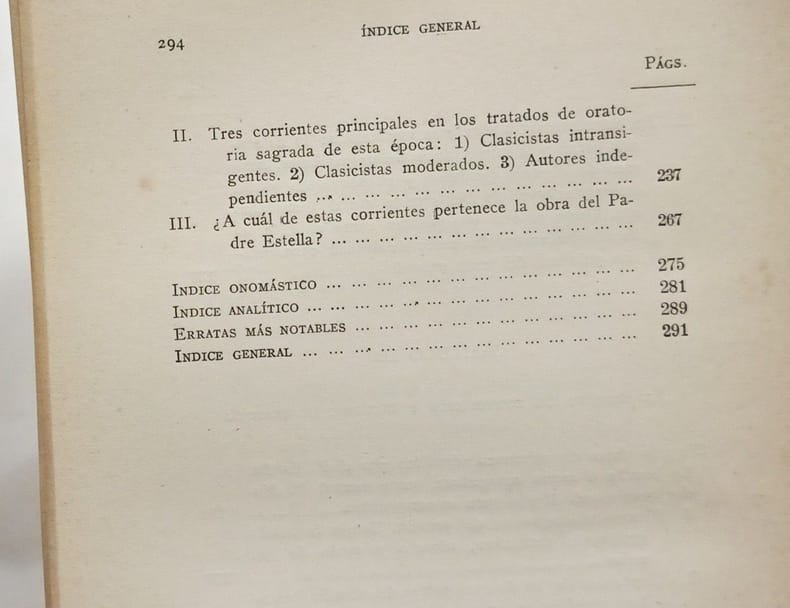 294
ÍNDICE GENERAL
PÁGS.
II. Tres corrientes principales en los tratados de orato-
ria sagrada de esta época: 1) Clasicistas intransi-
gentes. 2) Clasicistas moderados. 3) Autores inde-
pendientes ... ... ... ... ... ... ... ... ... ... ... ... ... ... 237
III. ¿A cuál de estas corrientes pertenece la obra del Pa-
dre Estella? ... ... ... ... ... ... ... ... ... ... ... ... ... 267
INDICE ONOMÁSTICO ... ... ... ... ... ... ... ... ... ... ... ... ... 275
INDICE ANALÍTICO ... ... ... ... ... ... ... ... ... ... ... ... ... ... 281
ERRATAS MÁS NOTABLES ... ... ... ... ... ... ... ... ... ... ... ... 289
INDICE GENERAL ... ... ... ... ... ... ... ... ... ... ... ... ... ... 291